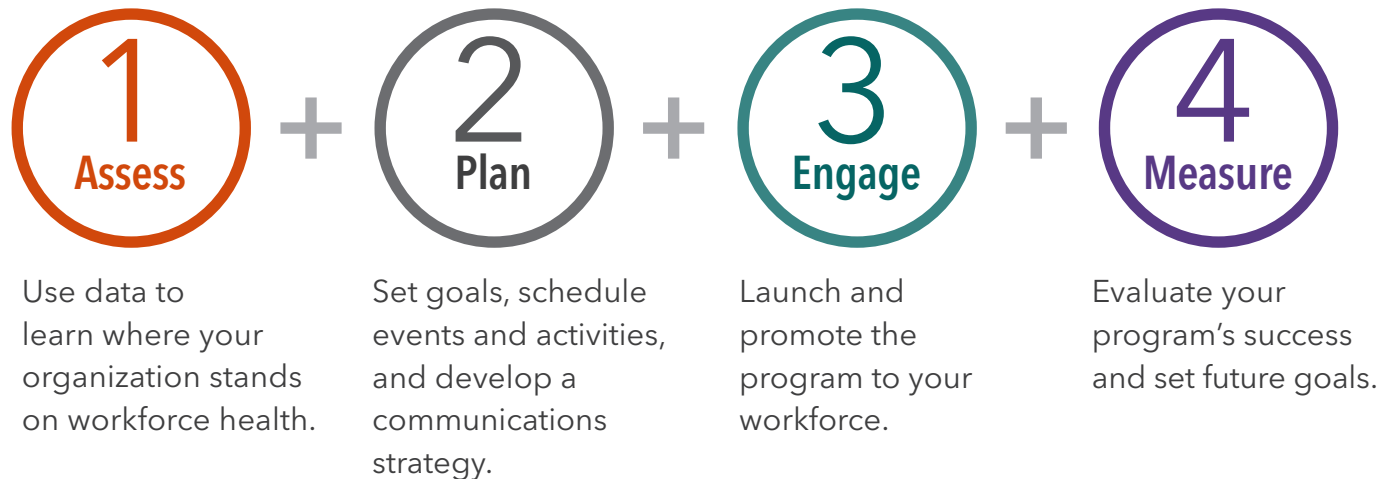 1
Assess
+
2
Plan
+
3
Engage
+
4
Measure
Use data to
learn where your
organization stands
on workforce health.
Set goals, schedule
events and activities,
and develop a
communications
strategy.
Launch and
promote the
program to your
workforce.
Evaluate your
program’s success
and set future goals.